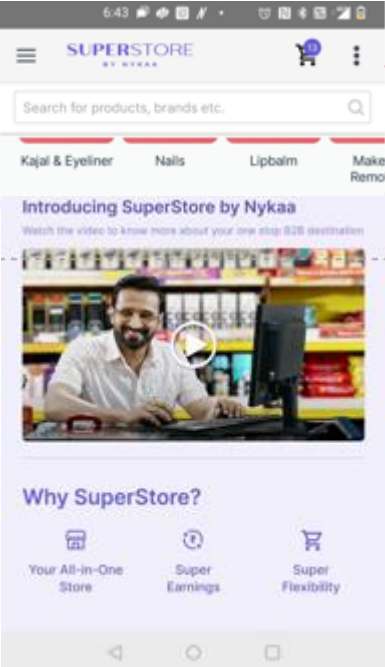 6:43
SUPERSTORE
BY NYKAA
13
Search for products, brands etc.
Kajal & Eyeliner Nails Lipbalm Make
Remo
Introducing SuperStore by Nykaa
Watch the video to know more about your one stop B2B destination
Why SuperStore?
Your All-in-One Super Super
Store Earnings Flexibility